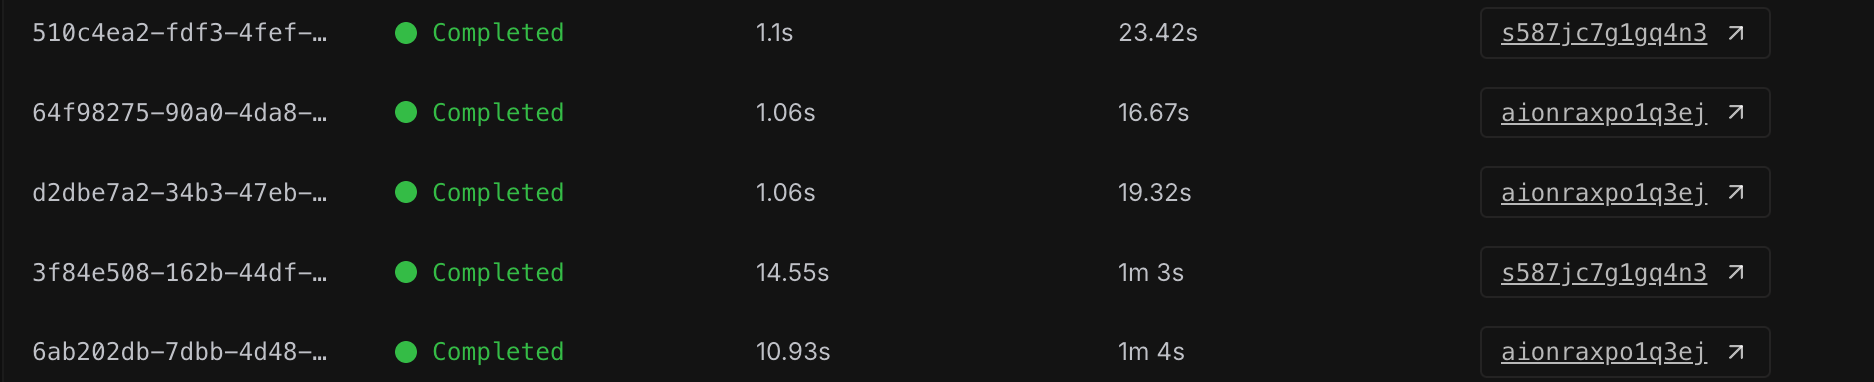 510c4ea2-fdf3-4fef-… Completed 1.1s 23.42s s587jc7g1gq4n3
64f98275-90a0-4da8-… Completed 1.06s 16.67s aionraxpo1q3ej
d2dbe7a2-34b3-47eb-… Completed 1.06s 19.32s aionraxpo1q3ej
3f84e508-162b-44df-… Completed 14.55s 1m 3s s587jc7g1gq4n3
6ab202db-7dbb-4d48-… Completed 10.93s 1m 4s aionraxpo1q3ej